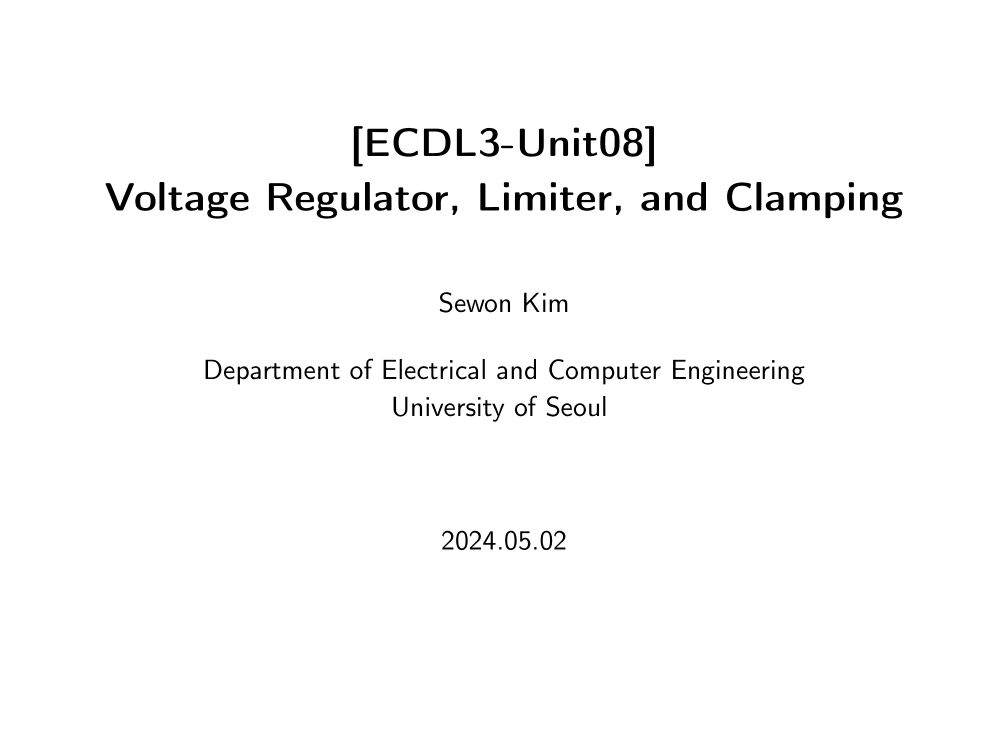 [ECDL3-Unit08]
Voltage Regulator, Limiter, and Clamping
Sewon Kim
Department of Electrical and Computer Engineering
University of Seoul
2024.05.02